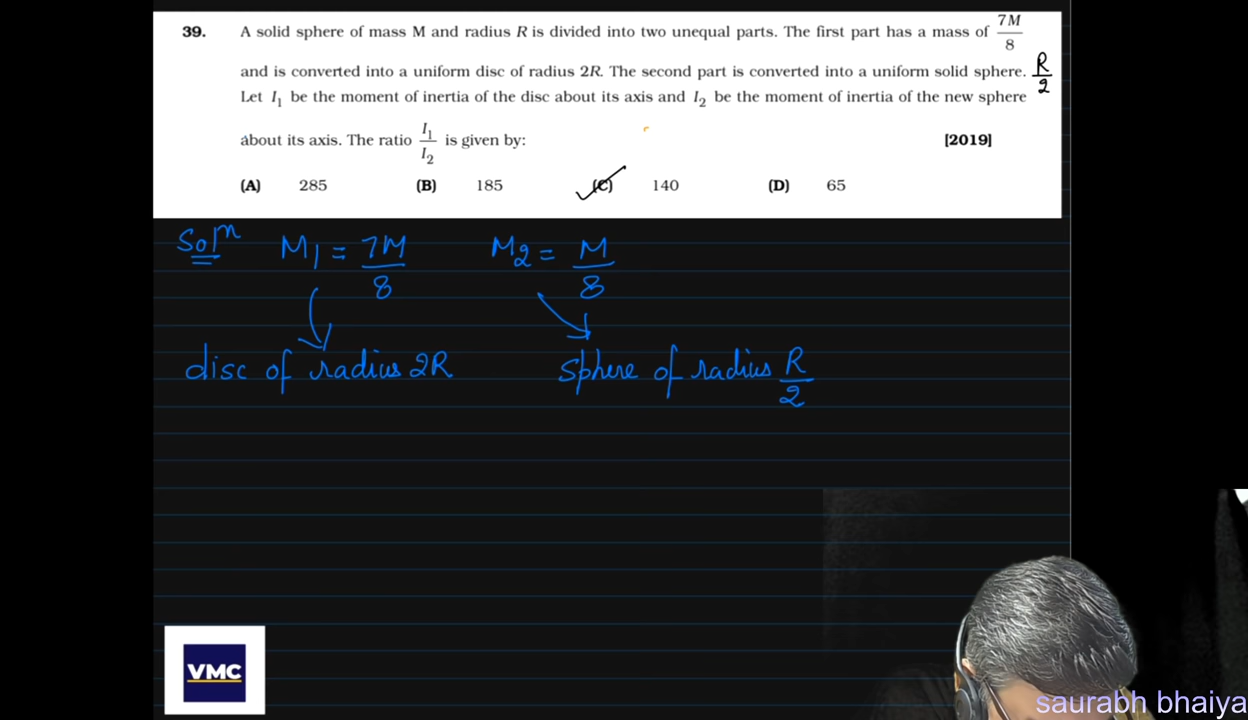 39. A solid sphere of mass M and radius R is divided into two unequal parts. The first part has a mass of 7M/8
and is converted into a uniform disc of radius 2R. The second part is converted into a uniform solid sphere. R/2
Let I₁ be the moment of inertia of the disc about its axis and I₂ be the moment of inertia of the new sphere
about its axis. The ratio I₁/I₂ is given by: [2019]
(A) 285 (B) 185 (C) 140 (D) 65
Solⁿ M₁ = 7M/8 M₂ = M/8
disc of radius 2R sphere of radius R/2
VMC
saurabh bhaiya